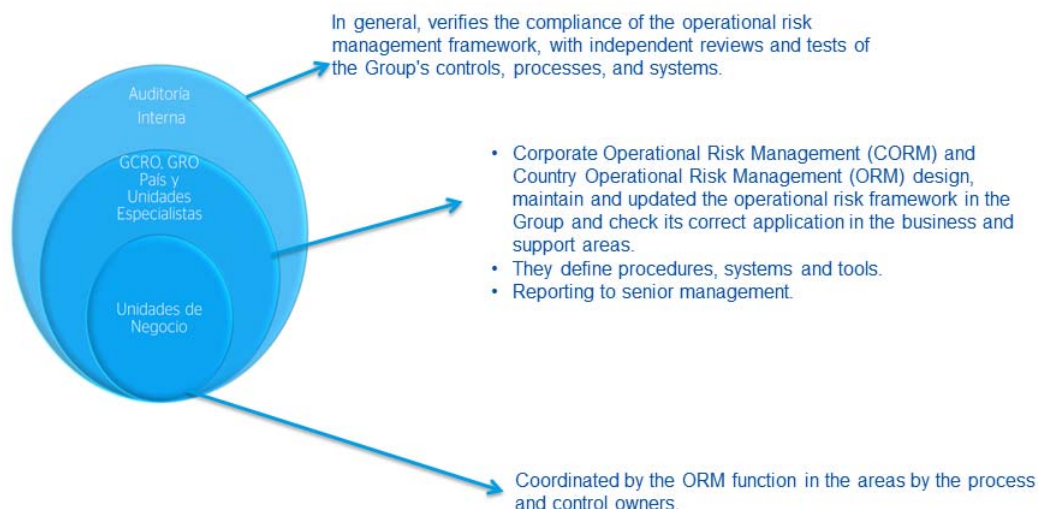 In general, verifies the compliance of the operational risk
management framework, with independent reviews and tests of
the Group's controls, processes, and systems.
Auditoría
Interna
GCRO, GRO
País y
Unidades
Especialistas
• Corporate Operational Risk Management (CORM) and
Country Operational Risk Management (ORM) design,
maintain and updated the operational risk framework in the
Group and check its correct application in the business and
support areas.
• They define procedures, systems and tools.
• Reporting to senior management.
Unidades de
Negocio
Coordinated by the ORM function in the areas by the process
and control owners.